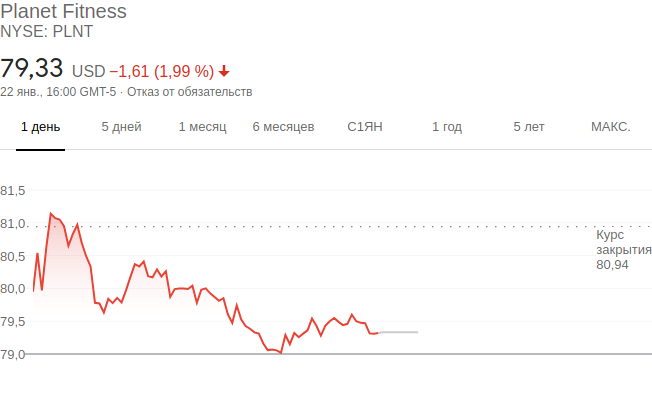 Planet Fitness
NYSE: PLNT
79,33 USD −1,61 (1,99 %)
22 янв., 16:00 GMT-5 · Отказ от обязательств
1 день 5 дней 1 месяц 6 месяцев С1ЯН 1 год 5 лет МАКС.
81,5
81,0
Курс
закрытия
80,94
80,5
80,0
79,5
79,0